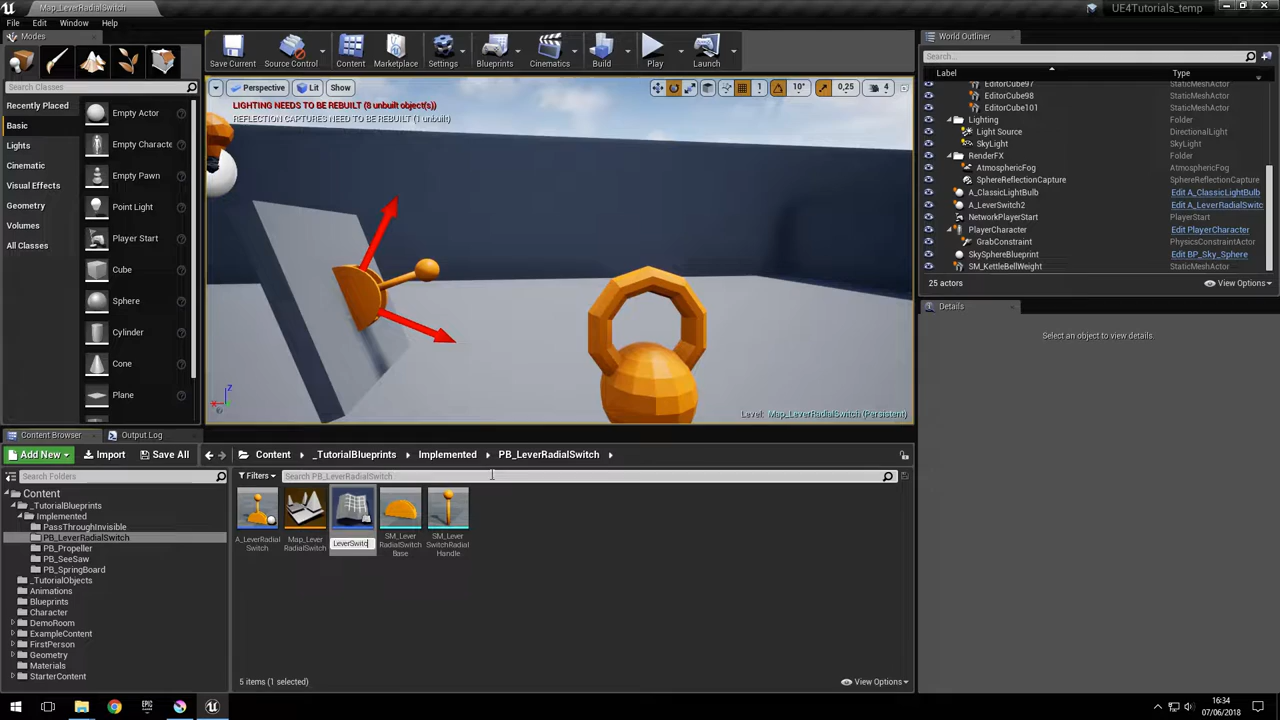 Map_LeverRadialSwitch
UE4Tutorials_temp
File Edit Window Help
Modes
Search Classes
Recently Placed
Basic
Lights
Cinematic
Visual Effects
Geometry
Volumes
All Classes
Empty Actor
Empty Characte
Empty Pawn
Point Light
Player Start
Cube
Sphere
Cylinder
Cone
Plane
Save Current
Source Control
Content
Marketplace
Settings
Blueprints
Cinematics
Build
Play
Launch
Perspective Lit Show
1 10° 0,25 4
LIGHTING NEEDS TO BE REBUILT (8 unbuilt object(s))
REFLECTION CAPTURES NEED TO BE REBUILT (1 unbuilt)
Z
Level: Map_LeverRadialSwitch (Persistent)
World Outliner
Search...
Label Type
EditorCube97 StaticMeshActor
EditorCube98 StaticMeshActor
EditorCube101 StaticMeshActor
Lighting Folder
Light Source DirectionalLight
SkyLight SkyLight
RenderFX Folder
AtmosphericFog AtmosphericFog
SphereReflectionCapture SphereReflectionCapture
A_ClassicLightBulb Edit A_ClassicLightBulb
A_LeverSwitch2 Edit A_LeverRadialSwitc
NetworkPlayerStart PlayerStart
PlayerCharacter Edit PlayerCharacter
GrabConstraint PhysicsConstraintActor
SkySphereBlueprint Edit BP_Sky_Sphere
SM_KettleBellWeight StaticMeshActor
25 actors View Options
Details
Select an object to view details.
Content Browser Output Log
Add New Import Save All
Content _TutorialBlueprints Implemented PB_LeverRadialSwitch
Search Folders
Filters Search PB_LeverRadialSwitch
Content
_TutorialBlueprints
Implemented
PassThroughInvisible
PB_LeverRadialSwitch
PB_Propeller
PB_SeeSaw
PB_SpringBoard
_TutorialObjects
Animations
Blueprints
Character
DemoRoom
ExampleContent
FirstPerson
Geometry
Materials
StarterContent
A_LeverRadial
Switch
Map_Lever
RadialSwitch
LeverSwitc
SM_Lever
RadialSwitch
Base
SM_Lever
SwitchRadial
Handle
5 items (1 selected) View Options
16:34
07/06/2018